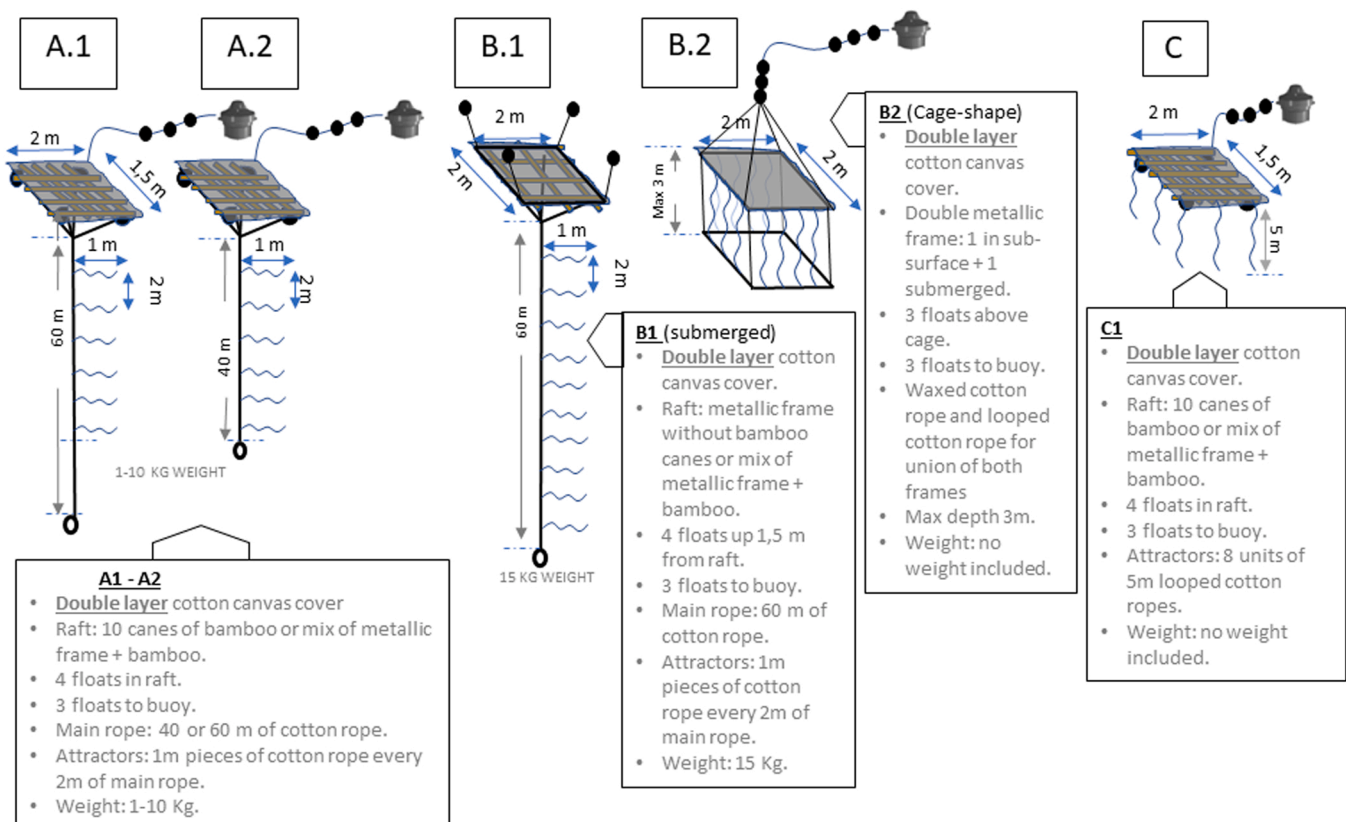 A.1
A.2
B.1
B.2
C
2 m
1,5 m
1 m
2 m
60 m
1 m
2 m
40 m
1-10 KG WEIGHT
2 m
2 m
1 m
2 m
60 m
15 KG WEIGHT
2 m
2 m
Max 3 m
2 m
1,5 m
5 m
A1 - A2
• Double layer cotton canvas cover
• Raft: 10 canes of bamboo or mix of metallic
frame + bamboo.
• 4 floats in raft.
• 3 floats to buoy.
• Main rope: 40 or 60 m of cotton rope.
• Attractors: 1m pieces of cotton rope every
2m of main rope.
• Weight: 1-10 Kg.
B1 (submerged)
• Double layer cotton
canvas cover.
• Raft: metallic frame
without bamboo
canes or mix of
metallic frame +
bamboo.
• 4 floats up 1,5 m
from raft.
• 3 floats to buoy.
• Main rope: 60 m of
cotton rope.
• Attractors: 1m
pieces of cotton
rope every 2m of
main rope.
• Weight: 15 Kg.
B2 (Cage-shape)
• Double layer
cotton canvas
cover.
• Double metallic
frame: 1 in sub-
surface + 1
submerged.
• 3 floats above
cage.
• 3 floats to buoy.
• Waxed cotton
rope and looped
cotton rope for
union of both
frames
• Max depth 3m.
• Weight: no
weight included.
C1
• Double layer cotton
canvas cover.
• Raft: 10 canes of
bamboo or mix of
metallic frame +
bamboo.
• 4 floats in raft.
• 3 floats to buoy.
• Attractors: 8 units of
5m looped cotton
ropes.
• Weight: no weight
included.